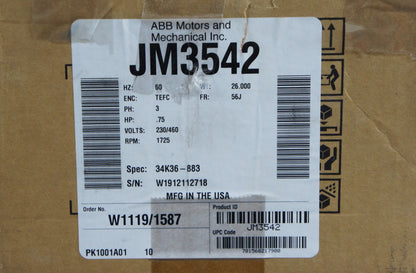 ABB Motors and
Mechanical Inc.
JM3542
HZ: 60 WT: 26.000
ENC: TEFC FR: 56J
PH: 3
HP: .75
VOLTS: 230/460
RPM: 1725
Spec: 34K36-883
S/N: W1912112718
MFG IN THE USA
Order No. Product ID
W1119/1587
JM3542
UPC Code
PK1001A01 10 781568217900